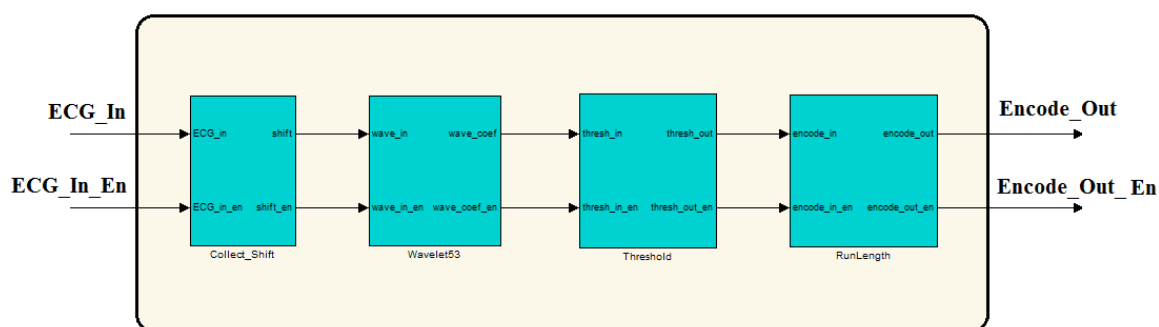 ECG_In
Encode_Out
ECG_in shift wave_in wave_coef thresh_in thresh_out encode_in encode_out
ECG_In_En
Encode_Out_En
ECG_in_en shift_en wave_in_en wave_coef_en thresh_in_en thresh_out_en encode_in_en encode_out_en
Collect_Shift Wavelet53 Threshold RunLength